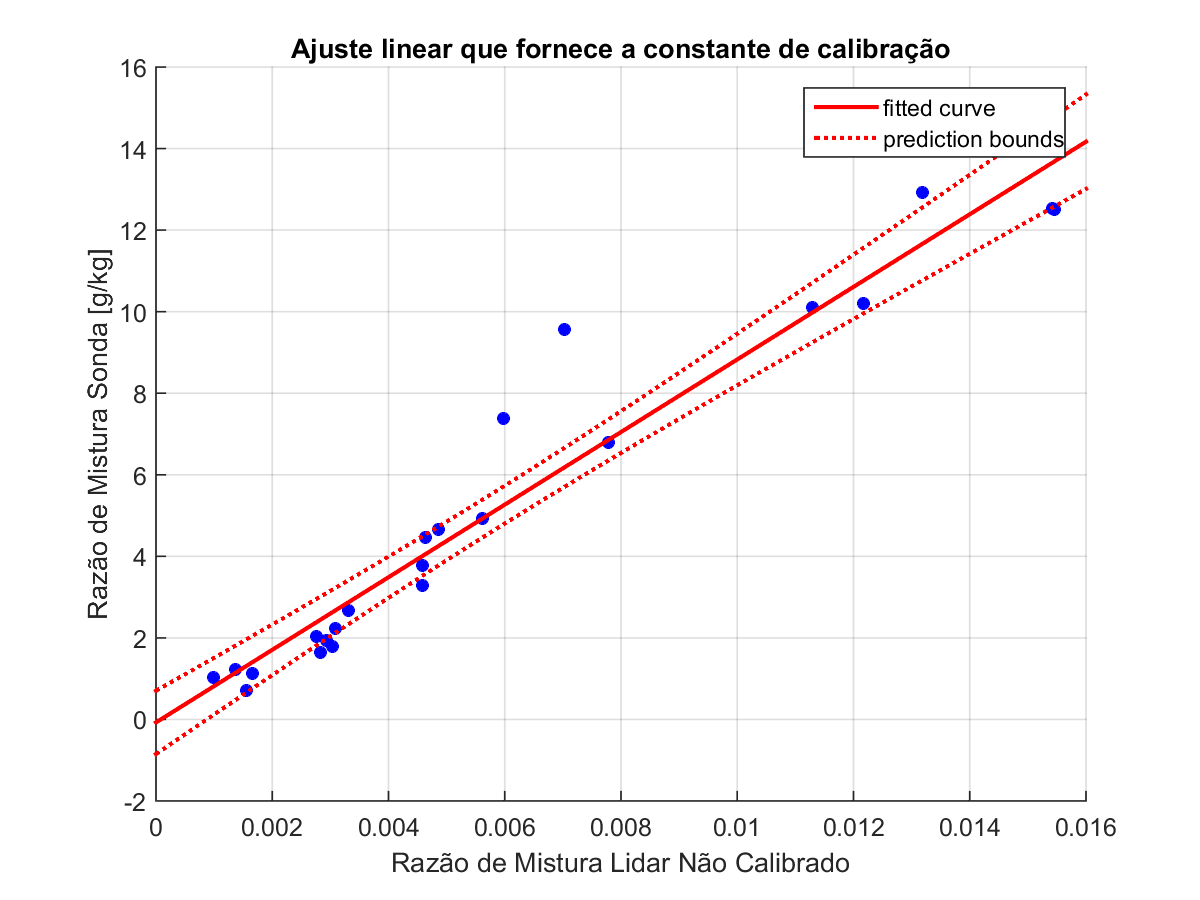 Ajuste linear que fornece a constante de calibração
16
14
12
10
8
6
4
2
0
-2
Razão de Mistura Sonda [g/kg]
fitted curve
prediction bounds
0 0.002 0.004 0.006 0.008 0.01 0.012 0.014 0.016
Razão de Mistura Lidar Não Calibrado